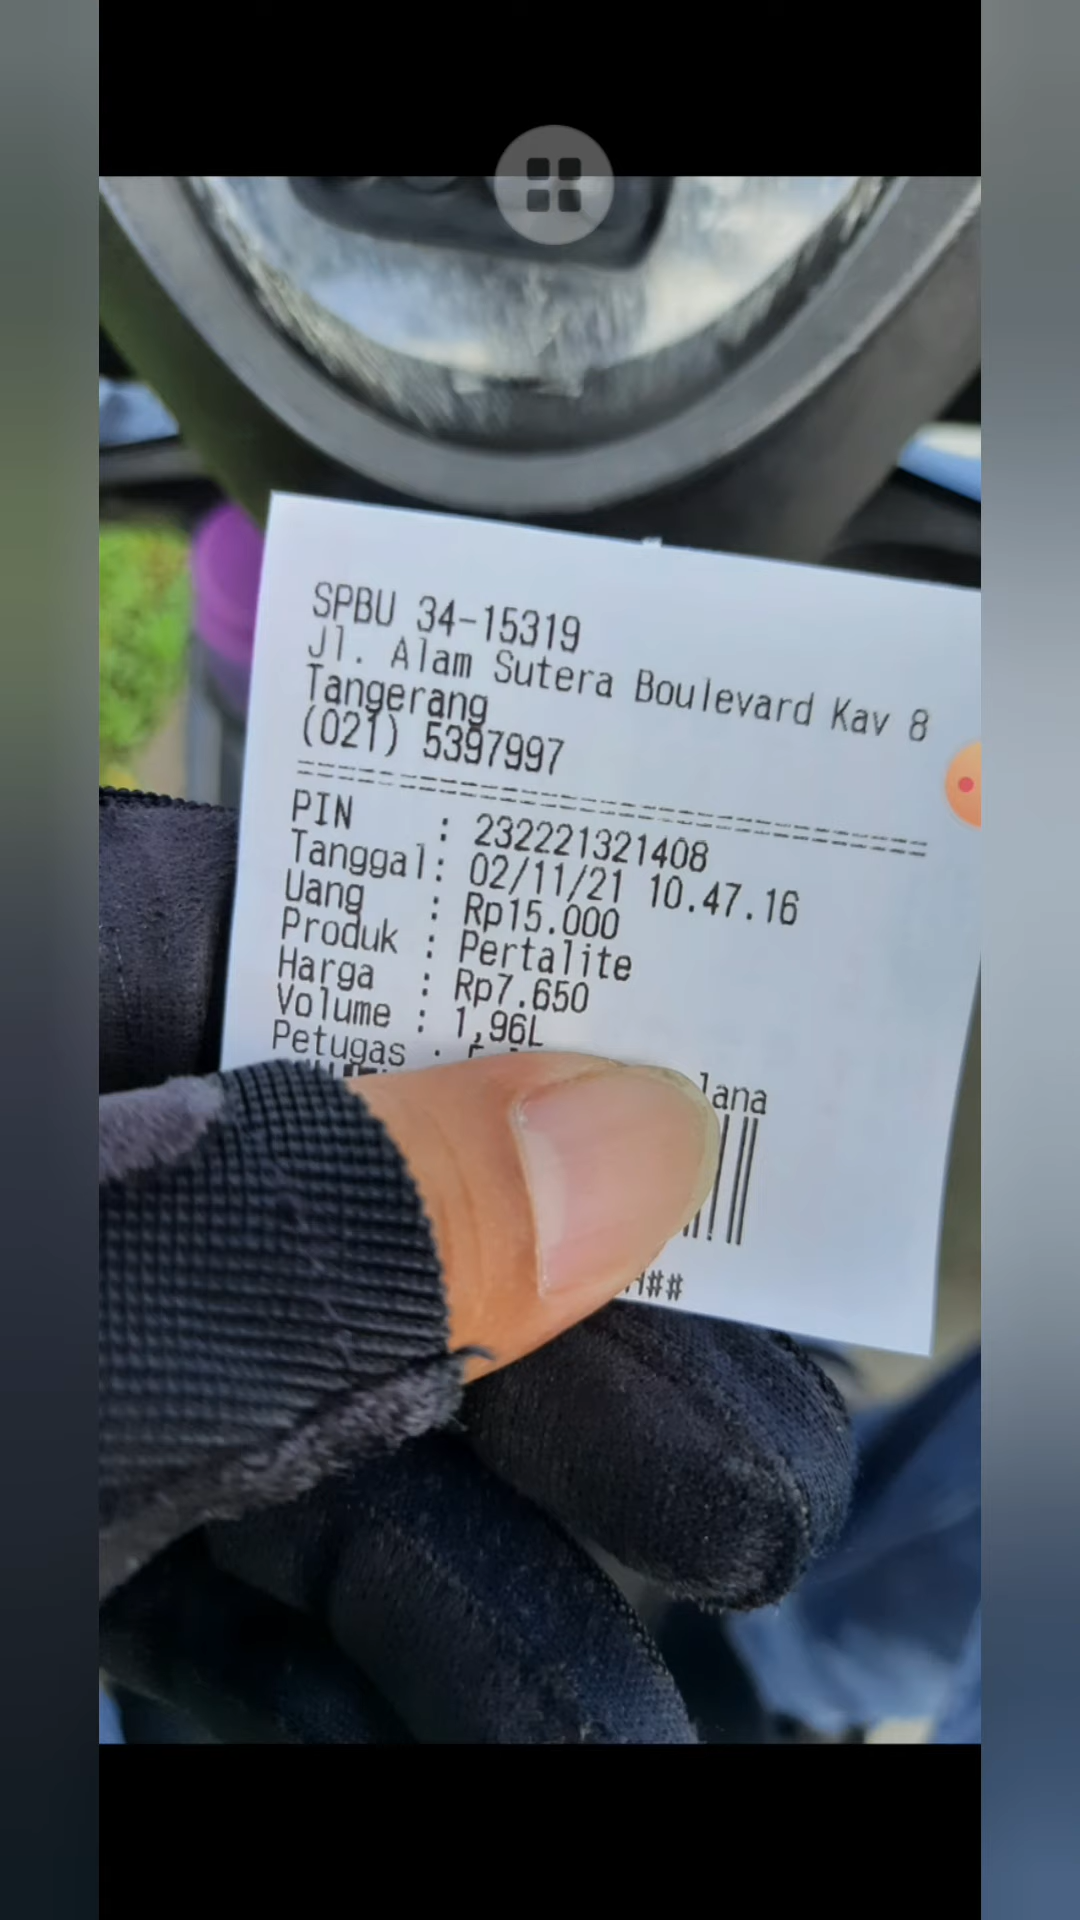 SPBU 34-15319
Jl. Alam Sutera Boulevard Kav 8
Tangerang
(021) 5397997
PIN : 232221321408
Tanggal: 02/11/21 10.47.16
Uang : Rp15.000
Produk : Pertalite
Harga : Rp7.650
Volume : 1,96L
Petugas :